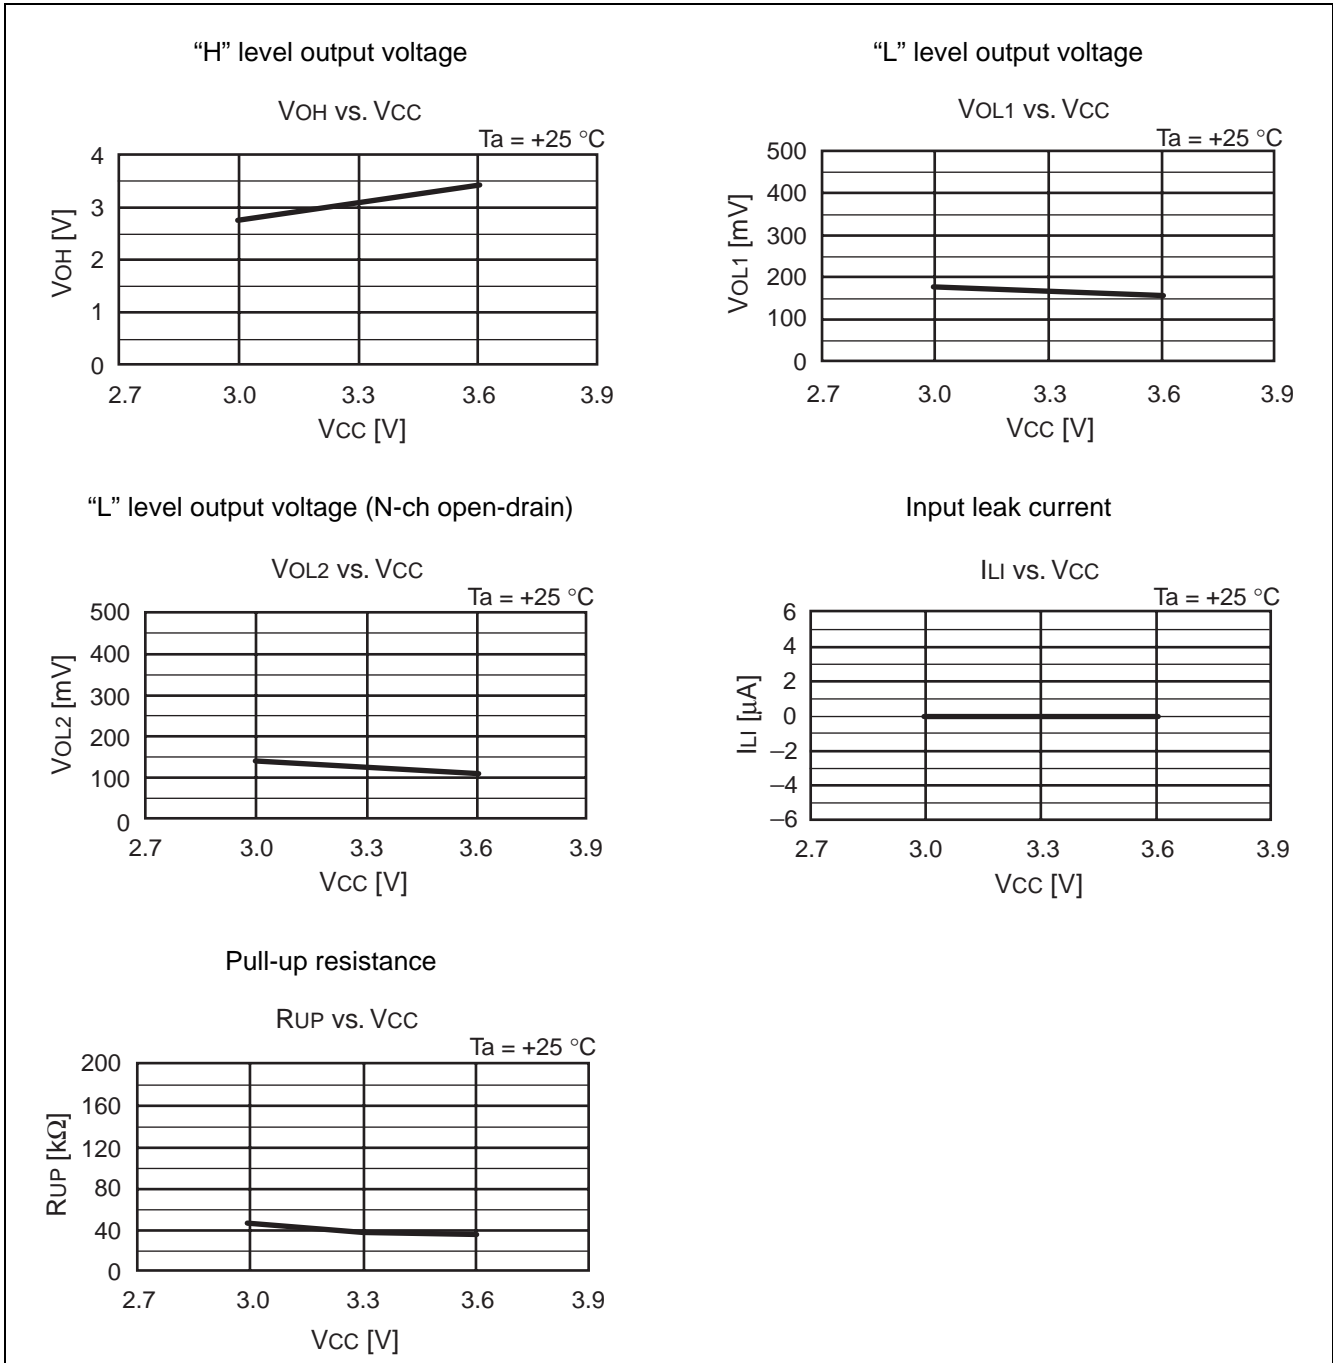 “H” level output voltage
VOH vs. VCC
Ta = +25 °C
4
3
2
1
0
VOH [V]
2.7 3.0 3.3 3.6 3.9
VCC [V]
“L” level output voltage
VOL1 vs. VCC
Ta = +25 °C
500
400
300
200
100
0
VOL1 [mV]
2.7 3.0 3.3 3.6 3.9
VCC [V]
“L” level output voltage (N-ch open-drain)
VOL2 vs. VCC
Ta = +25 °C
500
400
300
200
100
0
VOL2 [mV]
2.7 3.0 3.3 3.6 3.9
VCC [V]
Input leak current
ILI vs. VCC
Ta = +25 °C
6
4
2
0
–2
–4
–6
ILI [µA]
2.7 3.0 3.3 3.6 3.9
VCC [V]
Pull-up resistance
RUP vs. VCC
Ta = +25 °C
200
160
120
80
40
0
RUP [kΩ]
2.7 3.0 3.3 3.6 3.9
VCC [V]